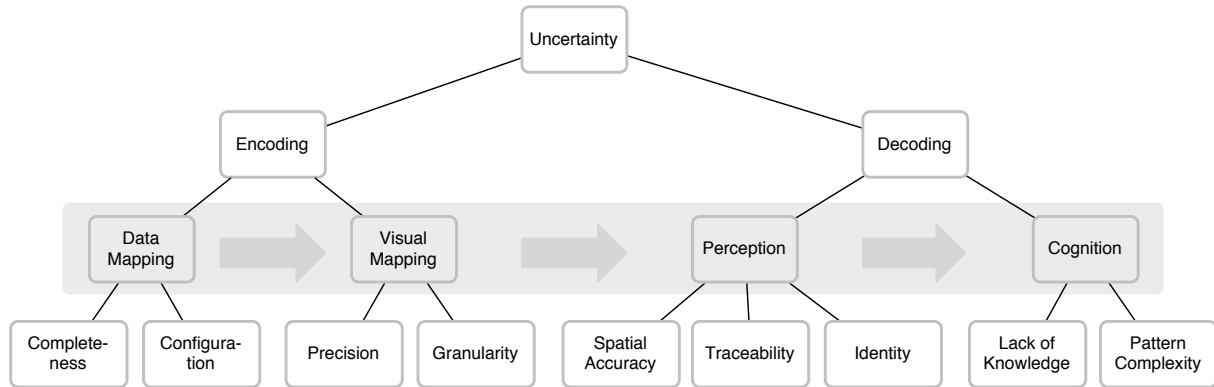 Uncertainty
Encoding
Decoding
Data
Mapping
Visual
Mapping
Perception
Cognition
Complete-
ness
Configura-
tion
Precision
Granularity
Spatial
Accuracy
Traceability
Identity
Lack of
Knowledge
Pattern
Complexity